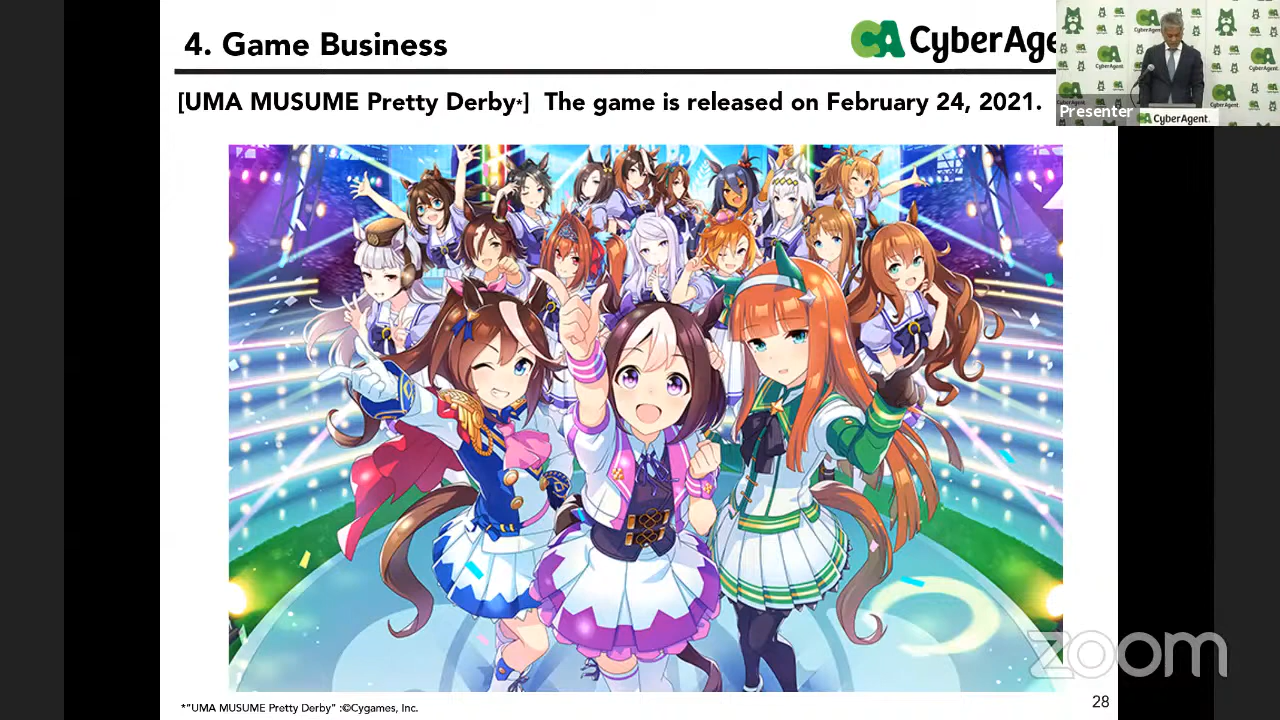 4. Game Business
CyberAge
[UMA MUSUME Pretty Derby*] The game is released on February 24, 2021.
Presenter
CyberAgent.
zoom
*"UMA MUSUME Pretty Derby" :©Cygames, Inc.
28